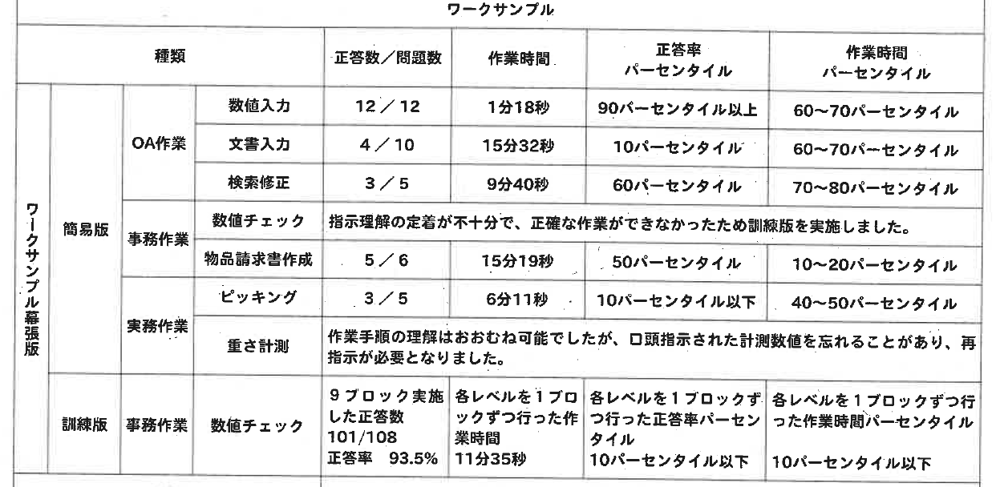 ワークサンプル
種類 正答数／問題数 作業時間 正答率 パーセンタイル 作業時間 パーセンタイル
ワークサンプル幕張版
簡易版
OA作業
数値入力 12／12 1分18秒 90パーセンタイル以上 60～70パーセンタイル
文書入力 4／10 15分32秒 10パーセンタイル 60～70パーセンタイル
検索修正 3／5 9分40秒 60パーセンタイル 70～80パーセンタイル
事務作業
数値チェック 指示理解の定着が不十分で、正確な作業ができなかったため訓練版を実施しました。
物品請求書作成 5／6 15分19秒 50パーセンタイル 10～20パーセンタイル
実務作業
ピッキング 3／5 6分11秒 10パーセンタイル以下 40～50パーセンタイル
重さ計測 作業手順の理解はおおむね可能でしたが、口頭指示された計測数値を忘れることがあり、再
指示が必要となりました。
訓練版 事務作業 数値チェック
9ブロック実施
した正答数
101/108
正答率 93.5%
各レベルを1ブロ
ックずつ行った作
業時間
11分35秒
各レベルを1ブロックず
つ行った正答率パーセン
タイル
10パーセンタイル以下
各レベルを1ブロックずつ行
った作業時間パーセンタイル
10パーセンタイル以下